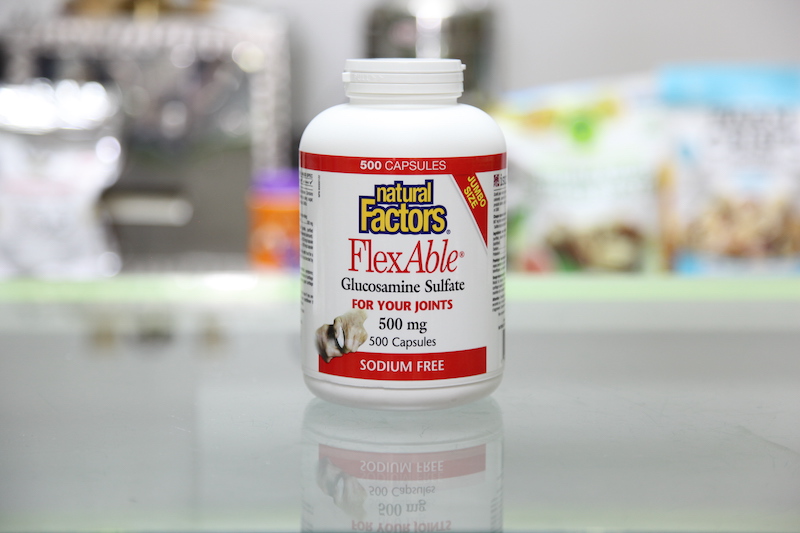 500 CAPSULES
JUMBO
SIZE
natural
Factors®
FlexAble®
Glucosamine Sulfate
FOR YOUR JOINTS
500 mg
500 Capsules
SODIUM FREE